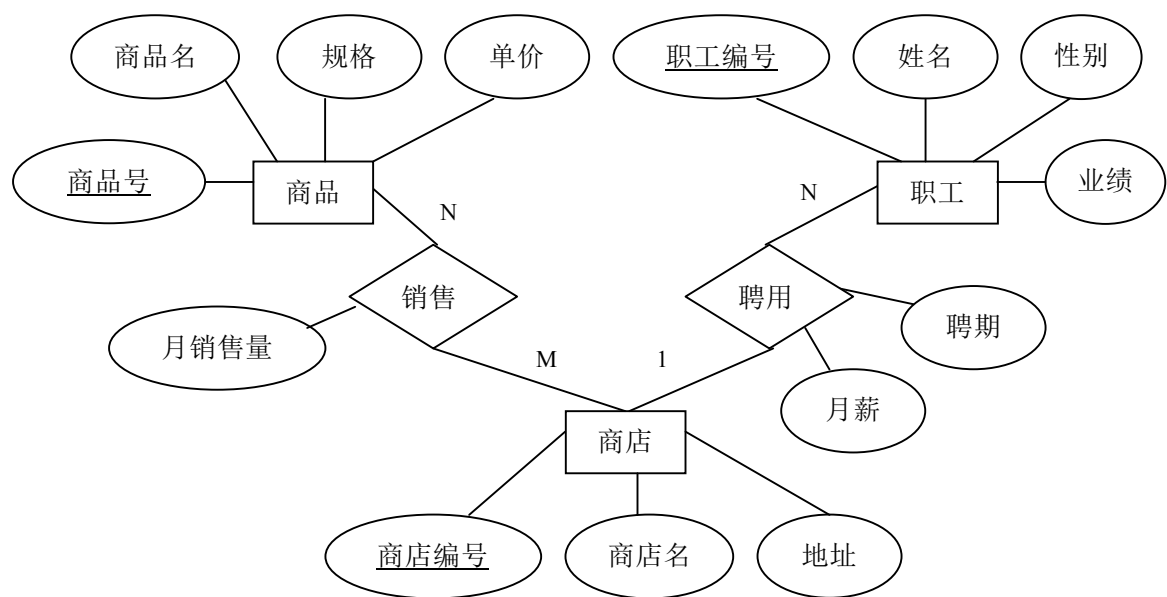 商品名 规格 单价 职工编号 姓名 性别
商品号 商品 职工 业绩
N N
销售 聘用
月销售量 聘期
M 1
月薪
商店
商店编号 商店名 地址